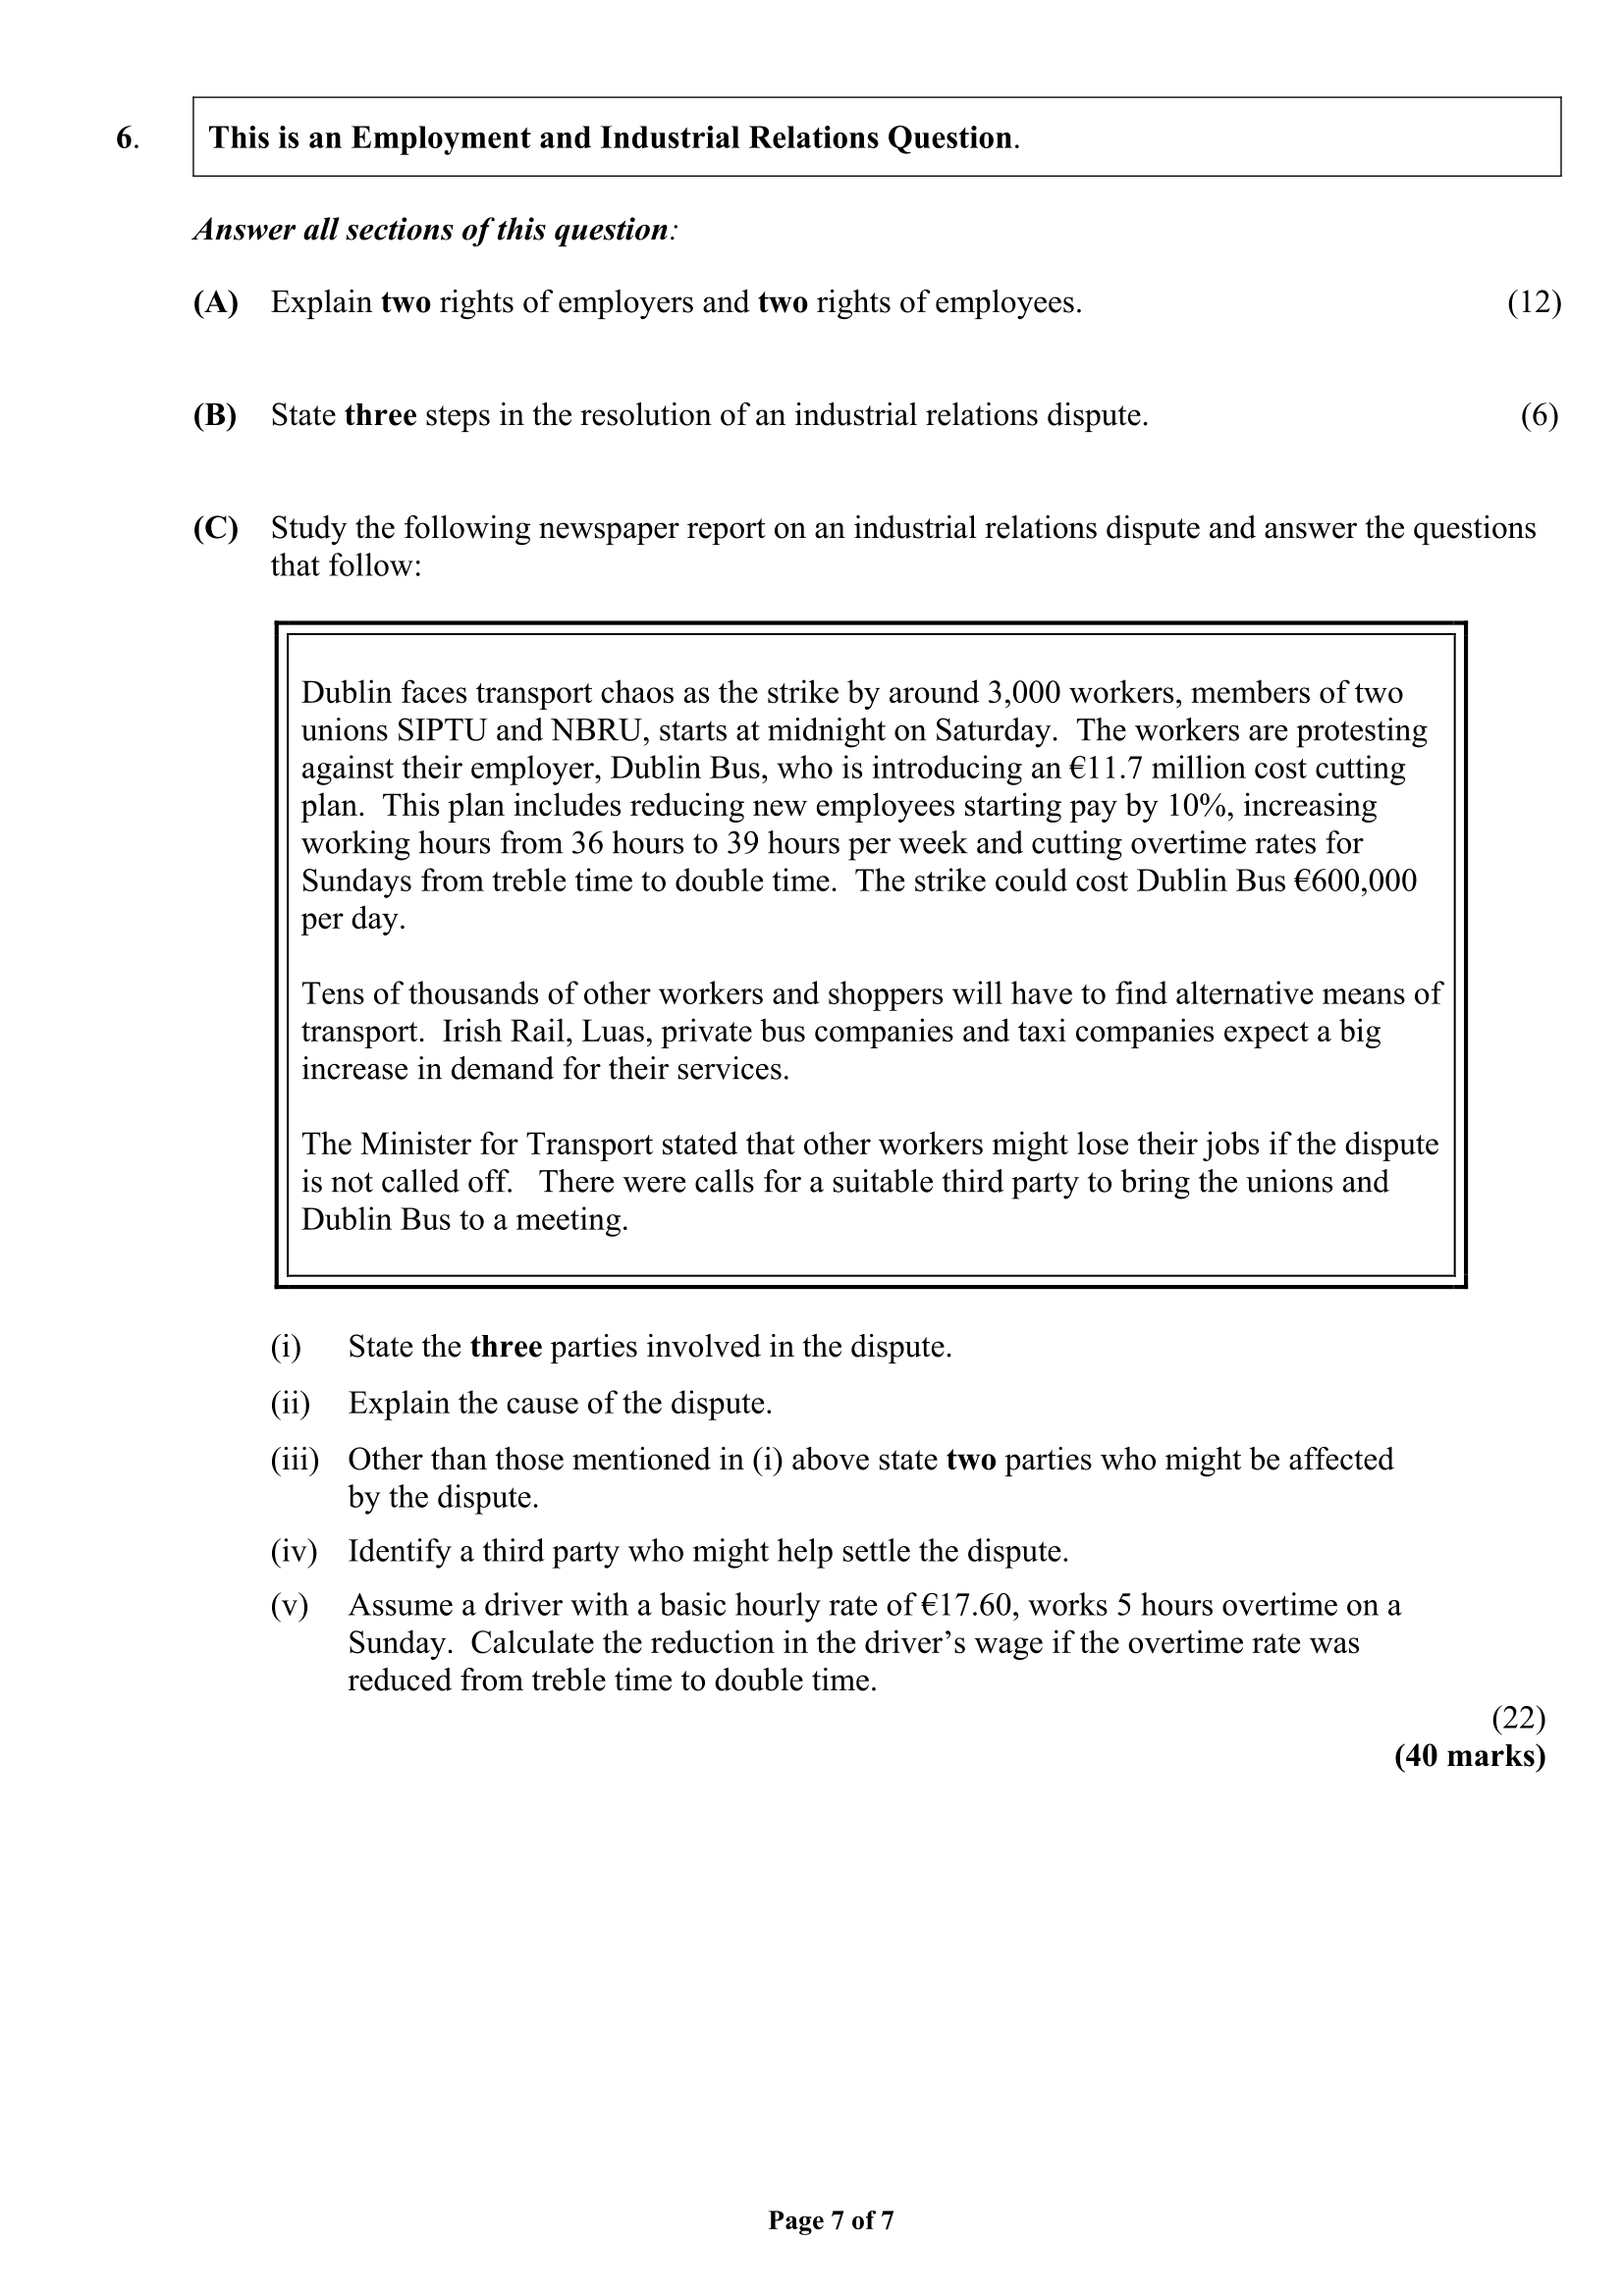 6. This is an Employment and Industrial Relations Question.
Answer all sections of this question:
(A) Explain two rights of employers and two rights of employees. (12)
(B) State three steps in the resolution of an industrial relations dispute. (6)
(C) Study the following newspaper report on an industrial relations dispute and answer the questions
that follow:
Dublin faces transport chaos as the strike by around 3,000 workers, members of two
unions SIPTU and NBRU, starts at midnight on Saturday. The workers are protesting
against their employer, Dublin Bus, who is introducing an €11.7 million cost cutting
plan. This plan includes reducing new employees starting pay by 10%, increasing
working hours from 36 hours to 39 hours per week and cutting overtime rates for
Sundays from treble time to double time. The strike could cost Dublin Bus €600,000
per day.
Tens of thousands of other workers and shoppers will have to find alternative means of
transport. Irish Rail, Luas, private bus companies and taxi companies expect a big
increase in demand for their services.
The Minister for Transport stated that other workers might lose their jobs if the dispute
is not called off. There were calls for a suitable third party to bring the unions and
Dublin Bus to a meeting.
(i) State the three parties involved in the dispute.
(ii) Explain the cause of the dispute.
(iii) Other than those mentioned in (i) above state two parties who might be affected
by the dispute.
(iv) Identify a third party who might help settle the dispute.
(v) Assume a driver with a basic hourly rate of €17.60, works 5 hours overtime on a
Sunday. Calculate the reduction in the driver's wage if the overtime rate was
reduced from treble time to double time.
(22)
(40 marks)
Page 7 of 7